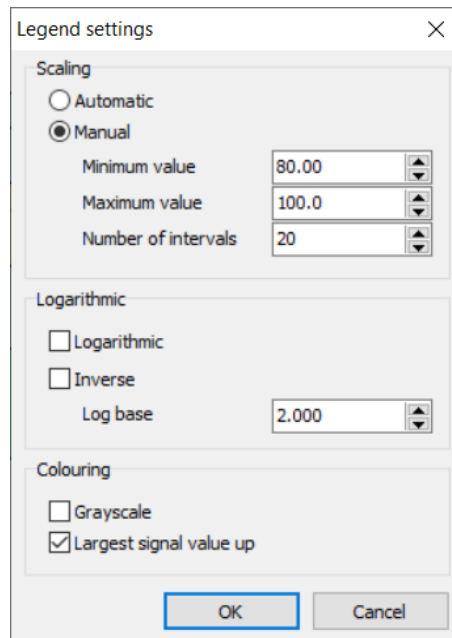 Legend settings
Scaling
Automatic
Manual
Minimum value 80.00
Maximum value 100.0
Number of intervals 20
Logarithmic
Logarithmic
Inverse
Log base 2.000
Colouring
Grayscale
Largest signal value up
OK Cancel